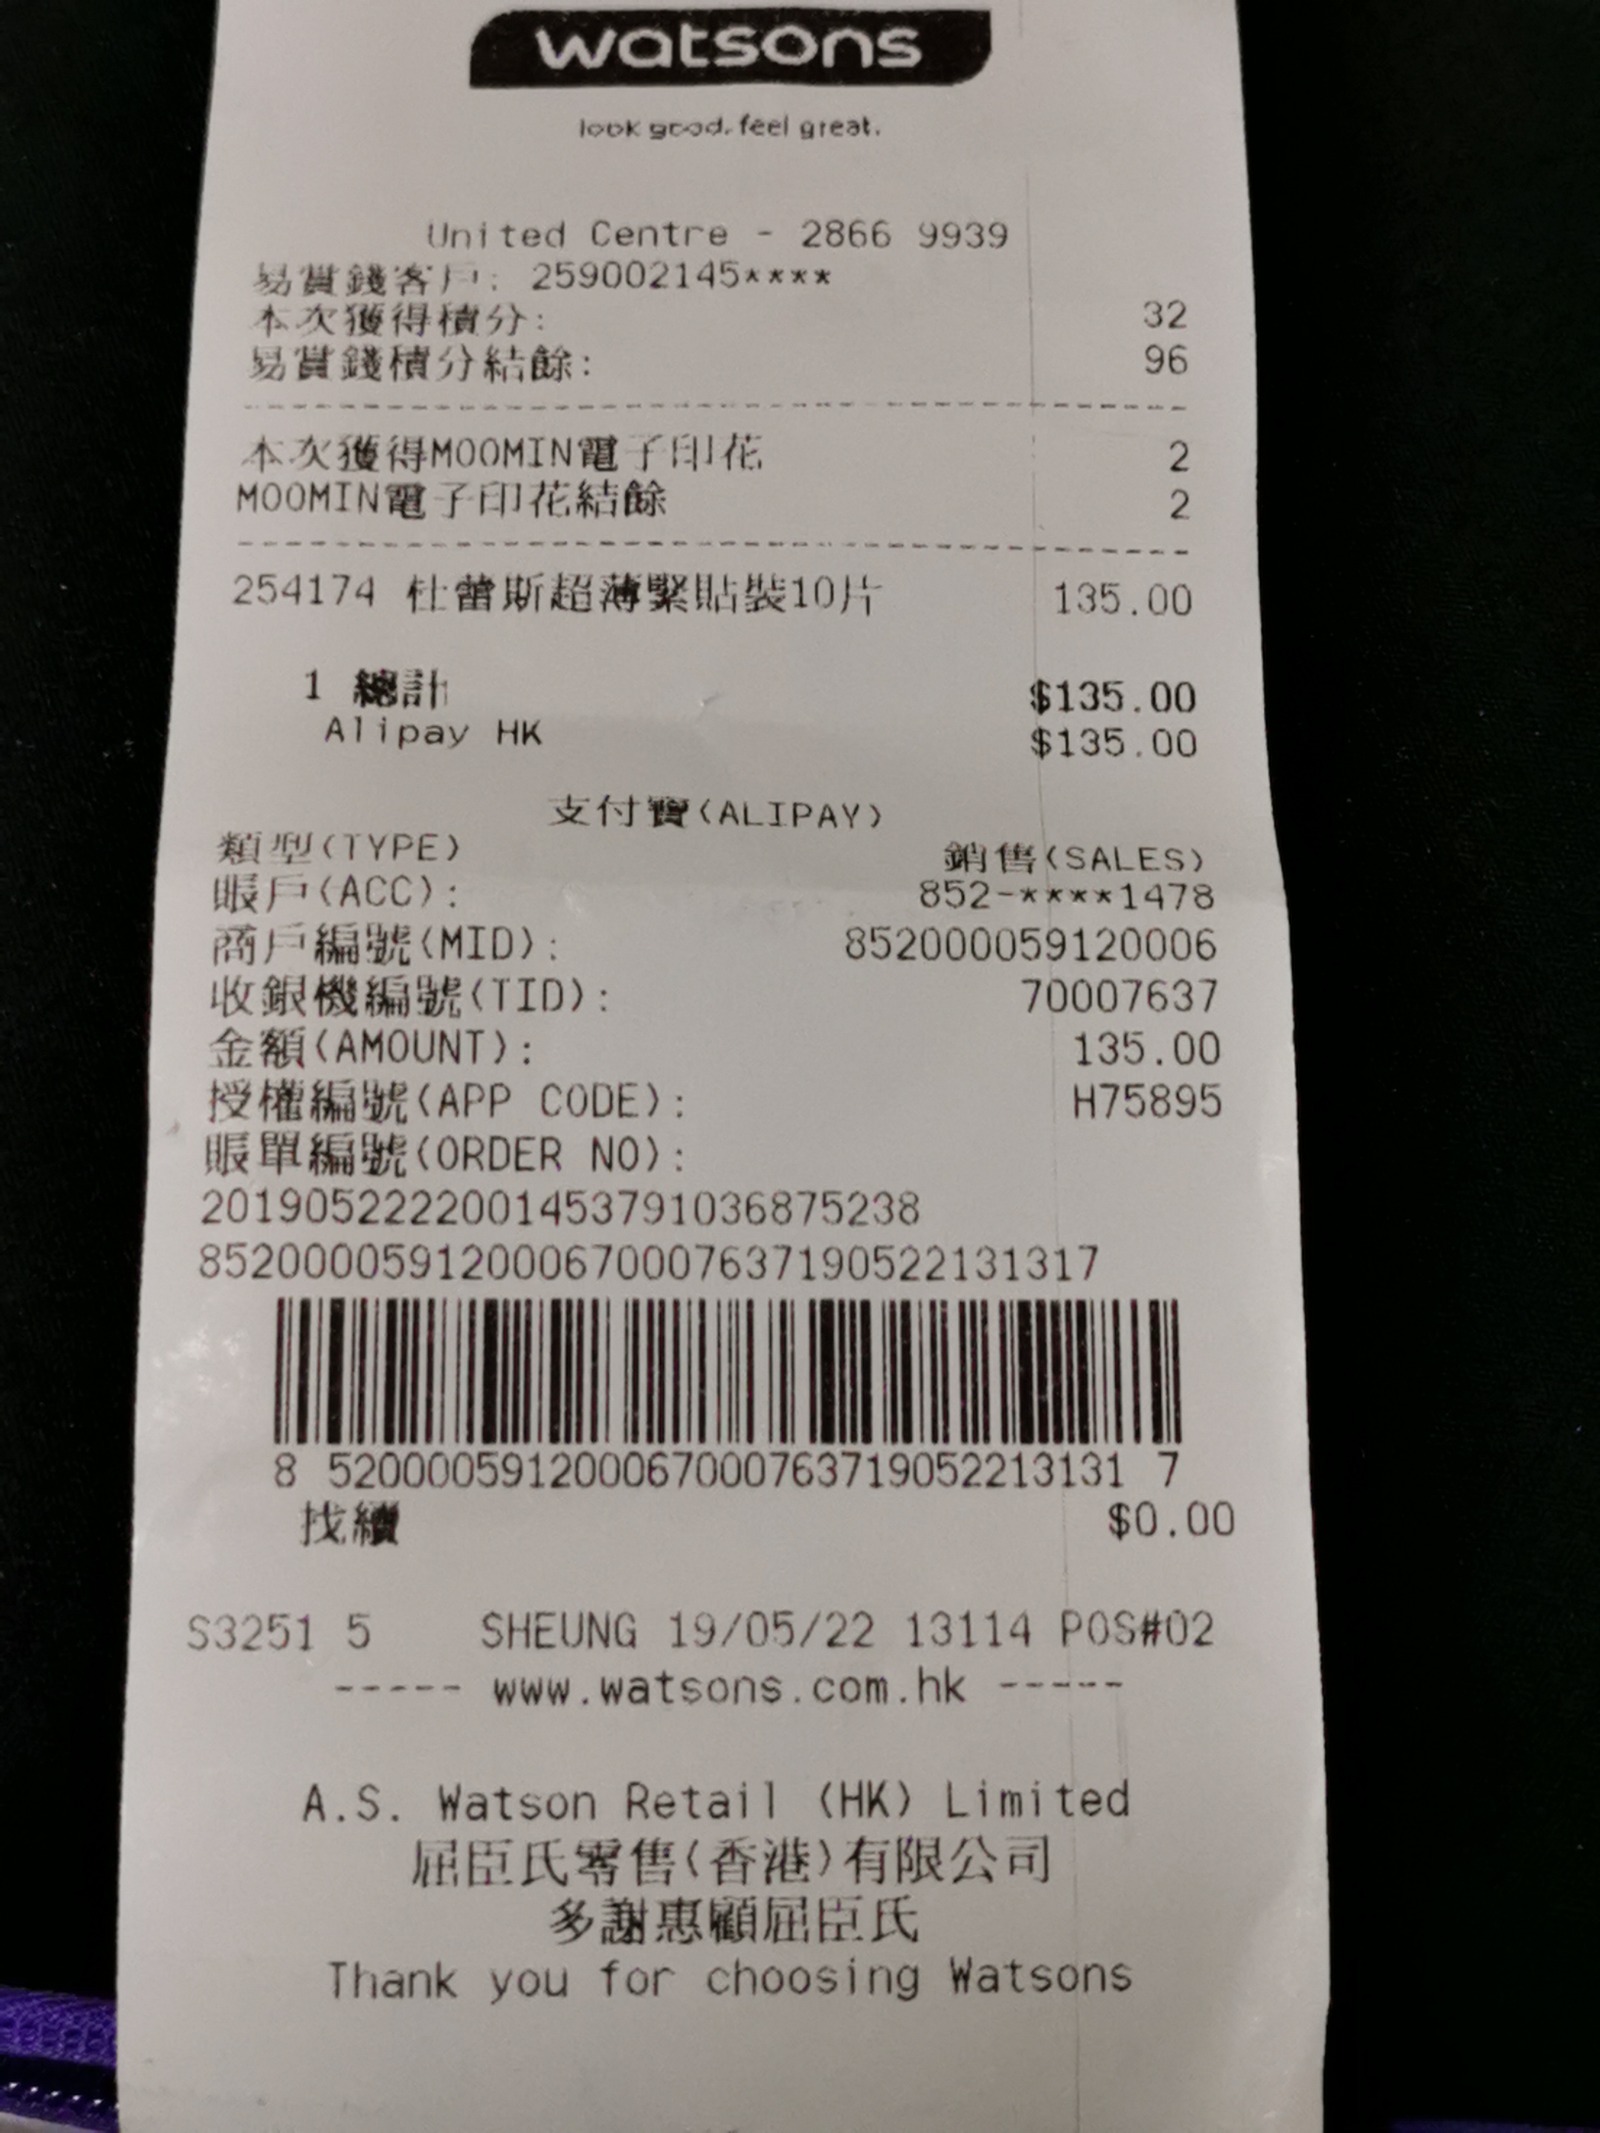 watsons
look good. feel great.
United Centre - 2866 9939
易賞錢客戶: 259002145****
本次獲得積分: 32
易賞錢積分結餘: 96
本次獲得MOOMIN電子印花 2
MOOMIN電子印花結餘 2
254174 杜蕾斯超薄緊貼裝10片 135.00
1 總計 $135.00
Alipay HK $135.00
支付寶(ALIPAY)
類型(TYPE) 銷售(SALES)
賬戶(ACC): 852-****1478
商戶編號(MID): 852000059120006
收銀機編號(TID): 70007637
金額(AMOUNT): 135.00
授權編號(APP CODE): H75895
賬單編號(ORDER NO):
2019052222001453791036875238
85200005912000670007637190522131317
8 520000591200067000763719052213131 7
找續 $0.00
S3251 5 SHEUNG 19/05/22 13114 POS#02
----- www.watsons.com.hk -----
A.S. Watson Retail (HK) Limited
屈臣氏零售(香港)有限公司
多謝惠顧屈臣氏
Thank you for choosing Watsons